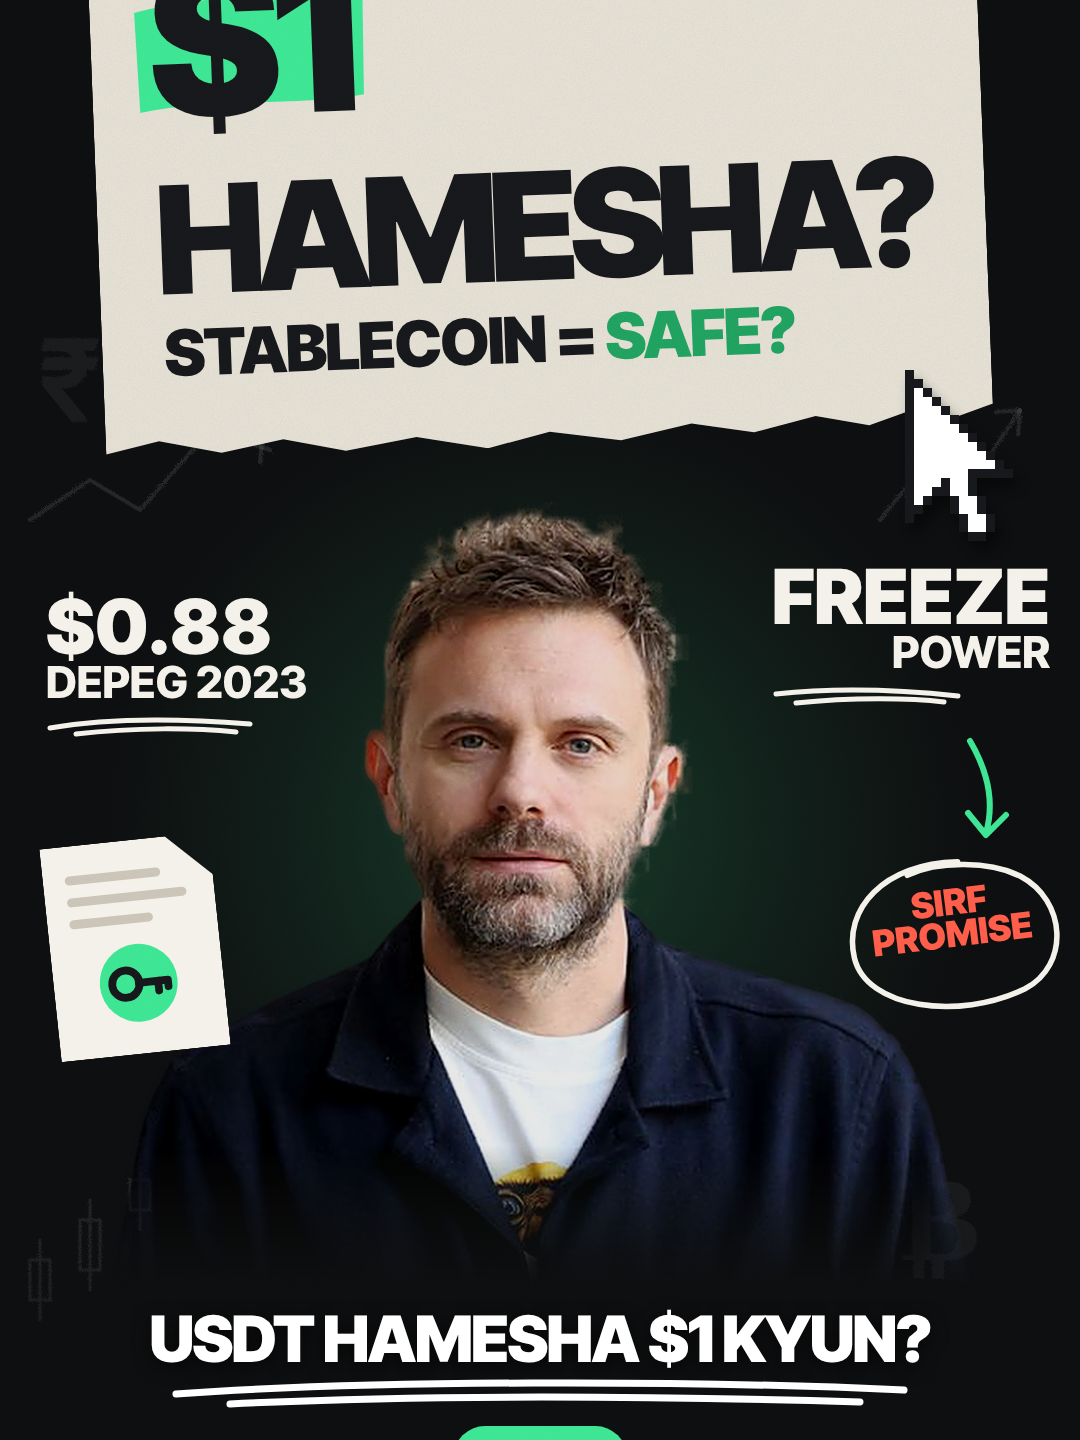 $1
HAMESHA?
STABLECOIN = SAFE?
$0.88
DEPEG 2023
FREEZE
POWER
SIRF
PROMISE
USDT HAMESHA $1 KYUN?